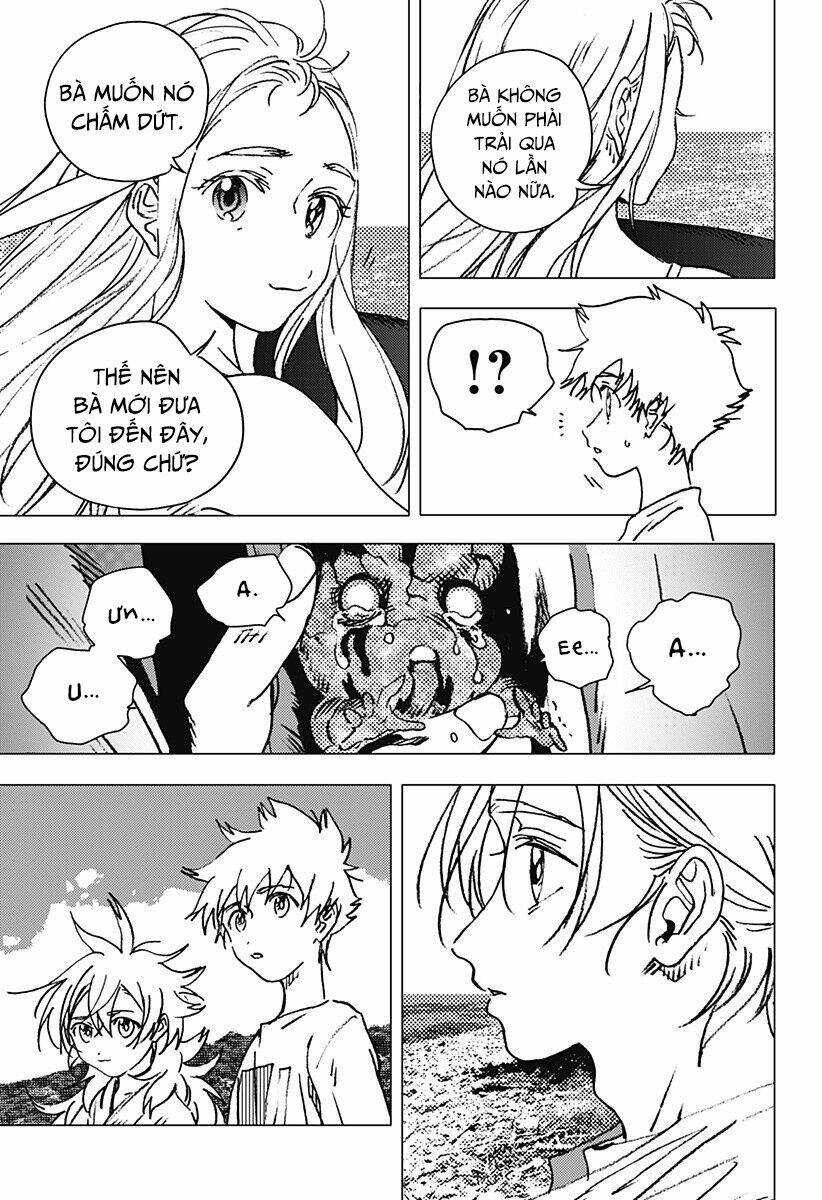 BÀ KHÔNG
MUỐN PHẢI
TRẢI QUA
NÓ LẦN
NÀO NỮA.
!?
BÀ MUỐN NÓ
CHẤM DỨT.
THẾ NÊN
BÀ MỚI ĐƯA
TÔI ĐẾN ĐÂY,
ĐÚNG CHỨ?
A...
Ee...
A.
Ưn...
U...